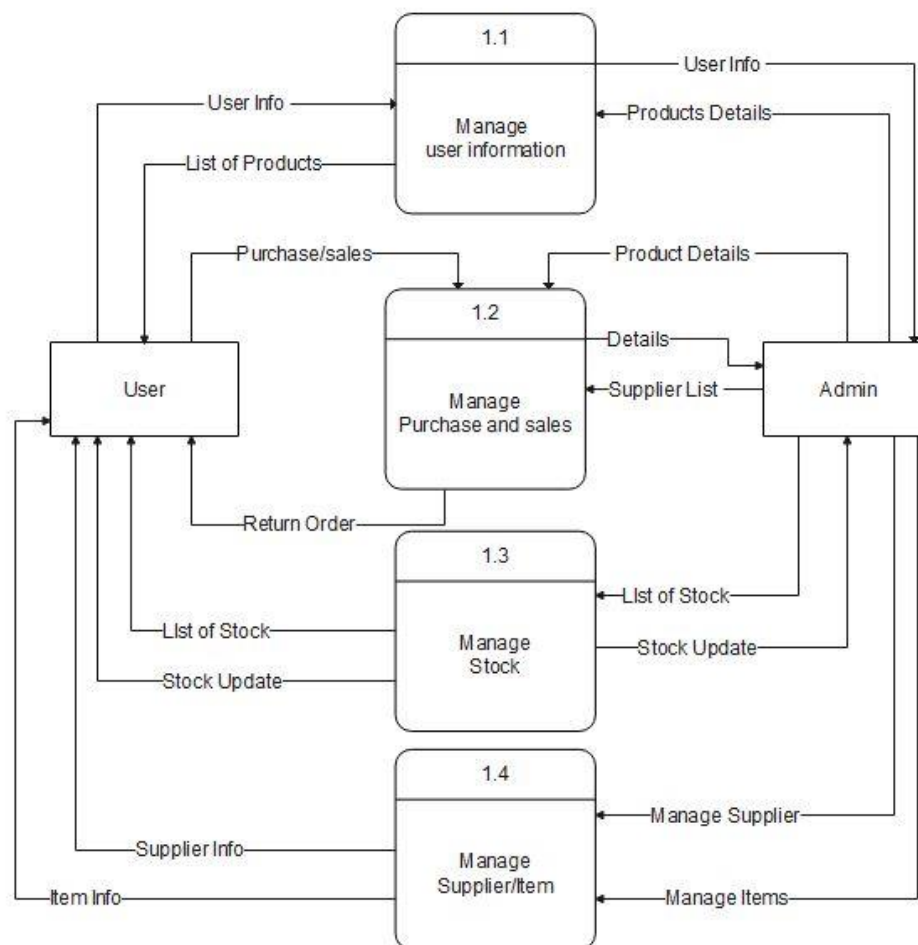 1.1
User Info
User Info
Products Details
Manage
user information
List of Products
Purchase/sales
Product Details
1.2
Details
User
Admin
Supplier List
Manage
Purchase and sales
Return Order
1.3
LIst of Stock
LIst of Stock
Manage
Stock
Stock Update
Stock Update
1.4
Manage Supplier
Supplier Info
Manage
Supplier/Item
Item Info
Manage Items